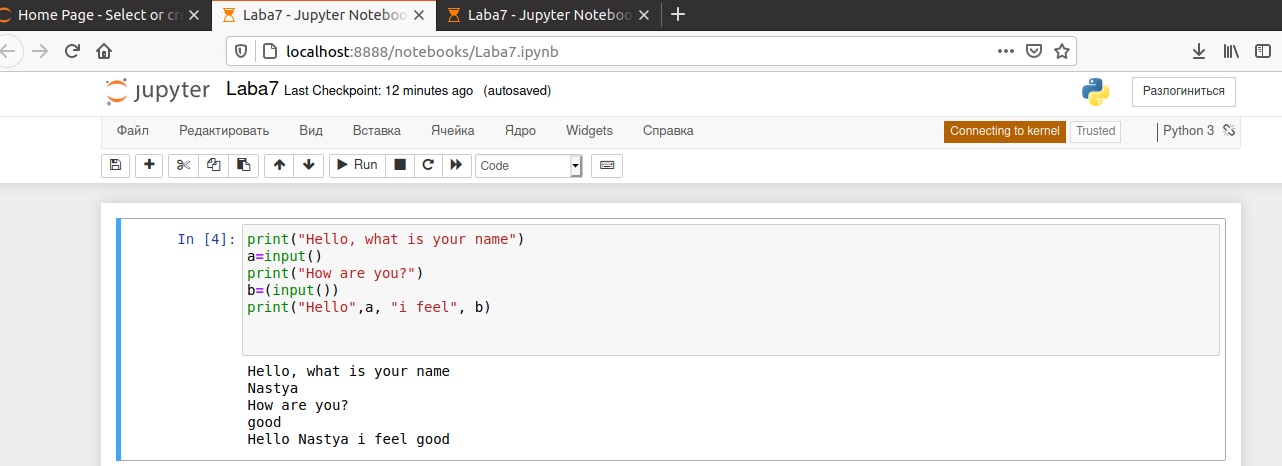 Home Page - Select or cr
Laba7 - Jupyter Noteboo
Laba7 - Jupyter Notebo
localhost:8888/notebooks/Laba7.ipynb
jupyter Laba7 Last Checkpoint: 12 minutes ago (autosaved)
Разлогиниться
Файл Редактировать Вид Вставка Ячейка Ядро Widgets Справка
Connecting to kernel Trusted Python 3
Run Code
In [4]: print("Hello, what is your name")
a=input()
print("How are you?")
b=(input())
print("Hello",a, "i feel", b)
Hello, what is your name
Nastya
How are you?
good
Hello Nastya i feel good